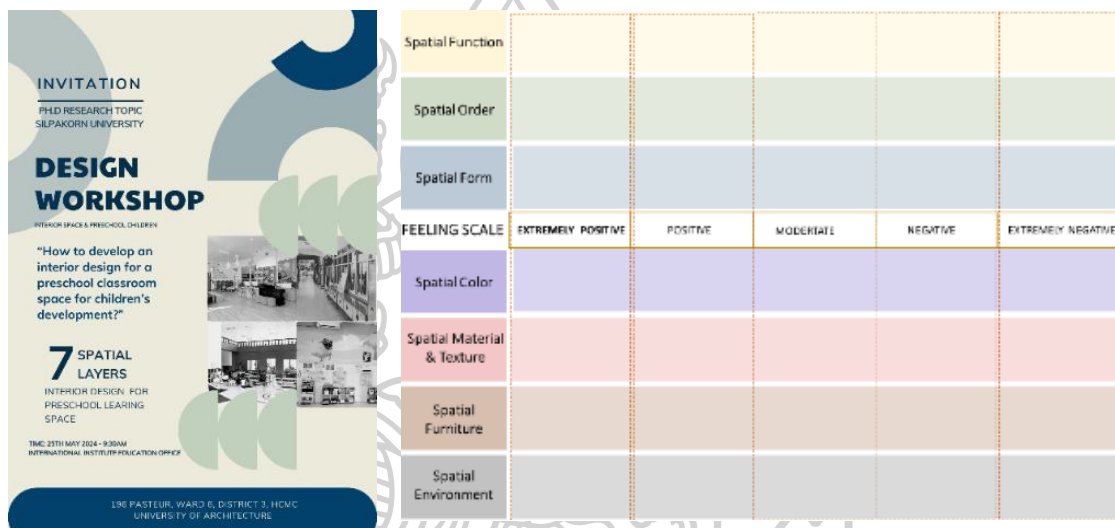 INVITATION
PH.D RESEARCH TOPIC
SILPAKORN UNIVERSITY
DESIGN
WORKSHOP
INTERIOR SPACE & PRESCHOOL CHILDREN
"How to develop an
interior design for a
preschool classroom
space for children's
development?"
7 SPATIAL
LAYERS
INTERIOR DESIGN FOR
PRESCHOOL LEARING
SPACE
TIME: 25TH MAY 2024 - 9:30AM
INTERNATIONAL INSTITUTE EDUCATION OFFICE
196 PASTEUR, WARD 6, DISTRICT 3, HCMC
UNIVERSITY OF ARCHITECTURE
Spatial Function
Spatial Order
Spatial Form
FEELING SCALE EXTREMELY POSITIVE POSITIVE MODERTATE NEGATIVE EXTREMELY NEGATIVE
Spatial Color
Spatial Material
& Texture
Spatial
Furniture
Spatial
Environment